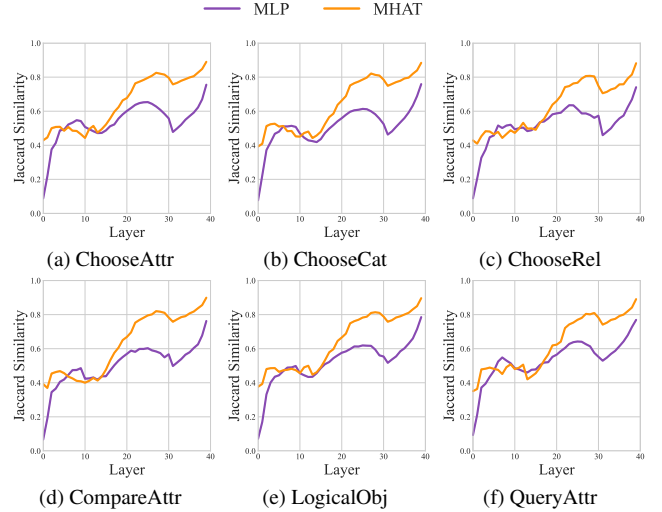 MLP MHAT
1.0 1.0 1.0
0.8 0.8 0.8
0.6 0.6 0.6
0.4 0.4 0.4
0.2 0.2 0.2
0.0 0.0 0.0
Jaccard Similarity Jaccard Similarity Jaccard Similarity
0 10 20 30 40 0 10 20 30 40 0 10 20 30 40
Layer Layer Layer
(a) ChooseAttr (b) ChooseCat (c) ChooseRel
1.0 1.0 1.0
0.8 0.8 0.8
0.6 0.6 0.6
0.4 0.4 0.4
0.2 0.2 0.2
0.0 0.0 0.0
Jaccard Similarity Jaccard Similarity Jaccard Similarity
0 10 20 30 40 0 10 20 30 40 0 10 20 30 40
Layer Layer Layer
(d) CompareAttr (e) LogicalObj (f) QueryAttr